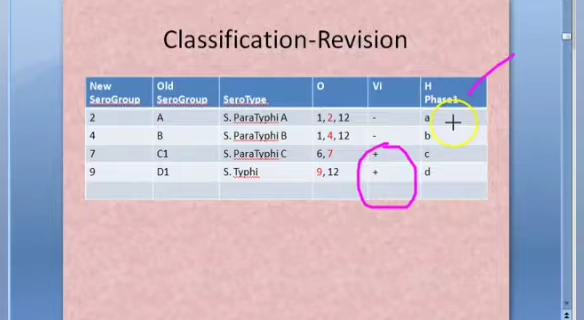 Classification-Revision
New SeroGroup Old SeroGroup SeroType O Vi H Phase1
2 A S. ParaTyphi A 1, 2, 12 - a
4 B S. ParaTyphi B 1, 4, 12 - b
7 C1 S. ParaTyphi C 6, 7 + c
9 D1 S. Typhi 9, 12 + d